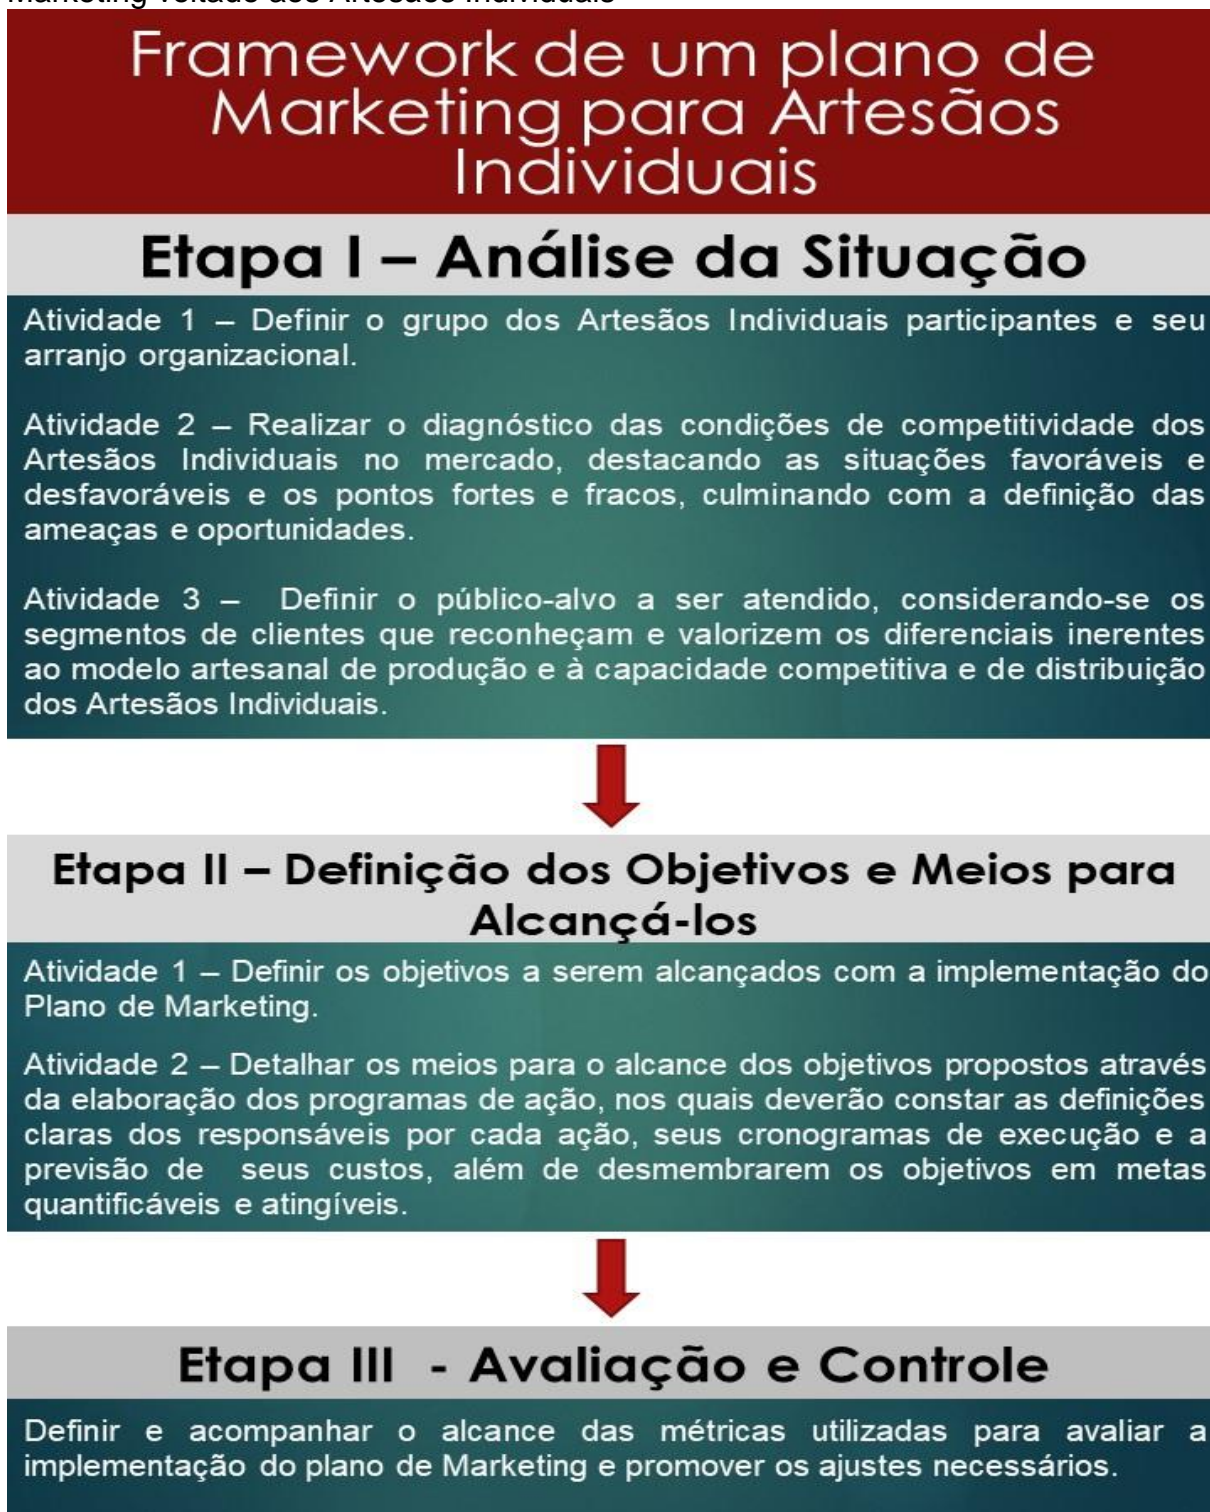 Marketing voltado aos Artesãos Individuais
Framework de um plano de
Marketing para Artesãos
Individuais
Etapa I – Análise da Situação
Atividade 1 – Definir o grupo dos Artesãos Individuais participantes e seu
arranjo organizacional.
Atividade 2 – Realizar o diagnóstico das condições de competitividade dos
Artesãos Individuais no mercado, destacando as situações favoráveis e
desfavoráveis e os pontos fortes e fracos, culminando com a definição das
ameaças e oportunidades.
Atividade 3 – Definir o público-alvo a ser atendido, considerando-se os
segmentos de clientes que reconheçam e valorizem os diferenciais inerentes
ao modelo artesanal de produção e à capacidade competitiva e de distribuição
dos Artesãos Individuais.
Etapa II – Definição dos Objetivos e Meios para
Alcançá-los
Atividade 1 – Definir os objetivos a serem alcançados com a implementação do
Plano de Marketing.
Atividade 2 – Detalhar os meios para o alcance dos objetivos propostos através
da elaboração dos programas de ação, nos quais deverão constar as definições
claras dos responsáveis por cada ação, seus cronogramas de execução e a
previsão de seus custos, além de desmembrarem os objetivos em metas
quantificáveis e atingíveis.
Etapa III - Avaliação e Controle
Definir e acompanhar o alcance das métricas utilizadas para avaliar a
implementação do plano de Marketing e promover os ajustes necessários.